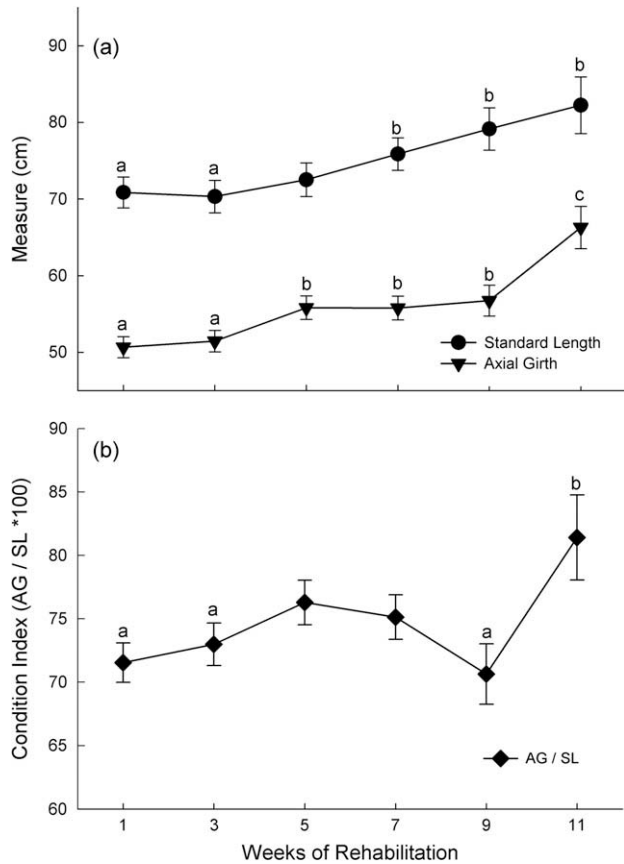 (a)
Measure (cm)
90
80
70
60
50
a
a
b
b
b
a
a
b
b
b
c
Standard Length
Axial Girth
(b)
Condition Index (AG / SL *100)
90
85
80
75
70
65
60
a
a
a
b
AG / SL
1 3 5 7 9 11
Weeks of Rehabilitation